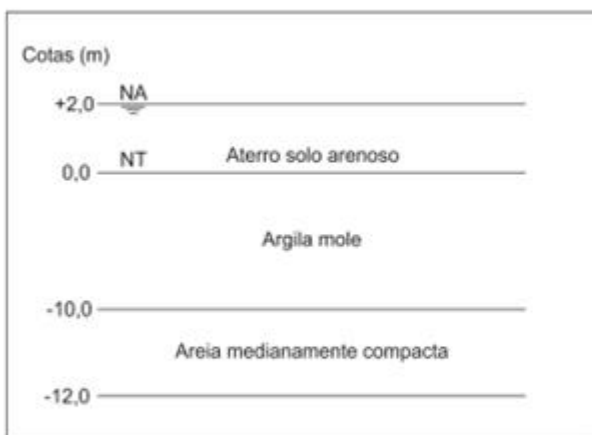 Cotas (m)
NA
+2,0
NT
Aterro solo arenoso
0,0
Argila mole
-10,0
Areia medianamente compacta
-12,0